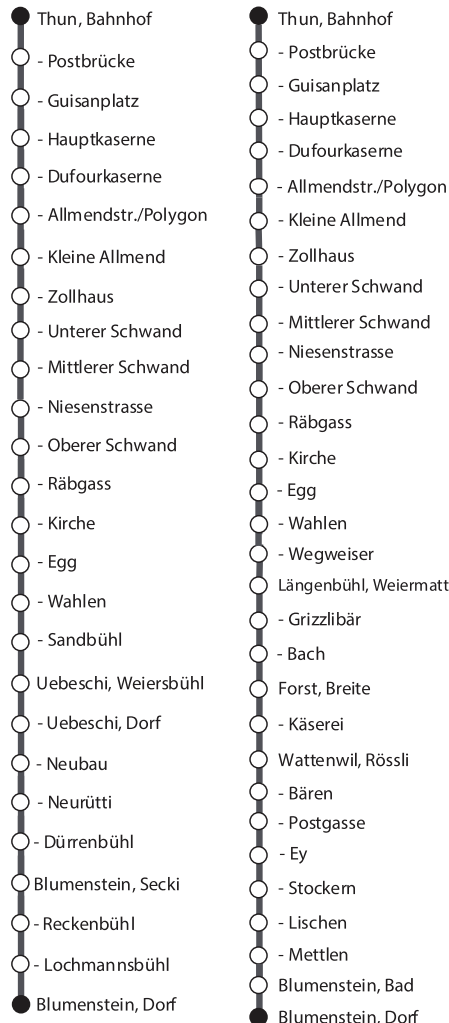 Thun, Bahnhof
- Postbrücke
- Guisanplatz
- Hauptkaserne
- Dufourkaserne
- Allmendstr./Polygon
- Kleine Allmend
- Zollhaus
- Unterer Schwand
- Mittlerer Schwand
- Niesenstrasse
- Oberer Schwand
- Räbgass
- Kirche
- Egg
- Wahlen
- Sandbühl
Uebeschi, Weiersbühl
- Uebeschi, Dorf
- Neubau
- Neurütti
- Dürrenbühl
Blumenstein, Secki
- Reckenbühl
- Lochmannsbühl
Blumenstein, Dorf
Thun, Bahnhof
- Postbrücke
- Guisanplatz
- Hauptkaserne
- Dufourkaserne
- Allmendstr./Polygon
- Kleine Allmend
- Zollhaus
- Unterer Schwand
- Mittlerer Schwand
- Niesenstrasse
- Oberer Schwand
- Räbgass
- Kirche
- Egg
- Wahlen
- Wegweiser
Längenbühl, Weiermatt
- Grizzlibär
- Bach
Forst, Breite
- Käserei
Wattenwil, Rössli
- Bären
- Postgasse
- Ey
- Stockern
- Lischen
- Mettlen
Blumenstein, Bad
Blumenstein, Dorf